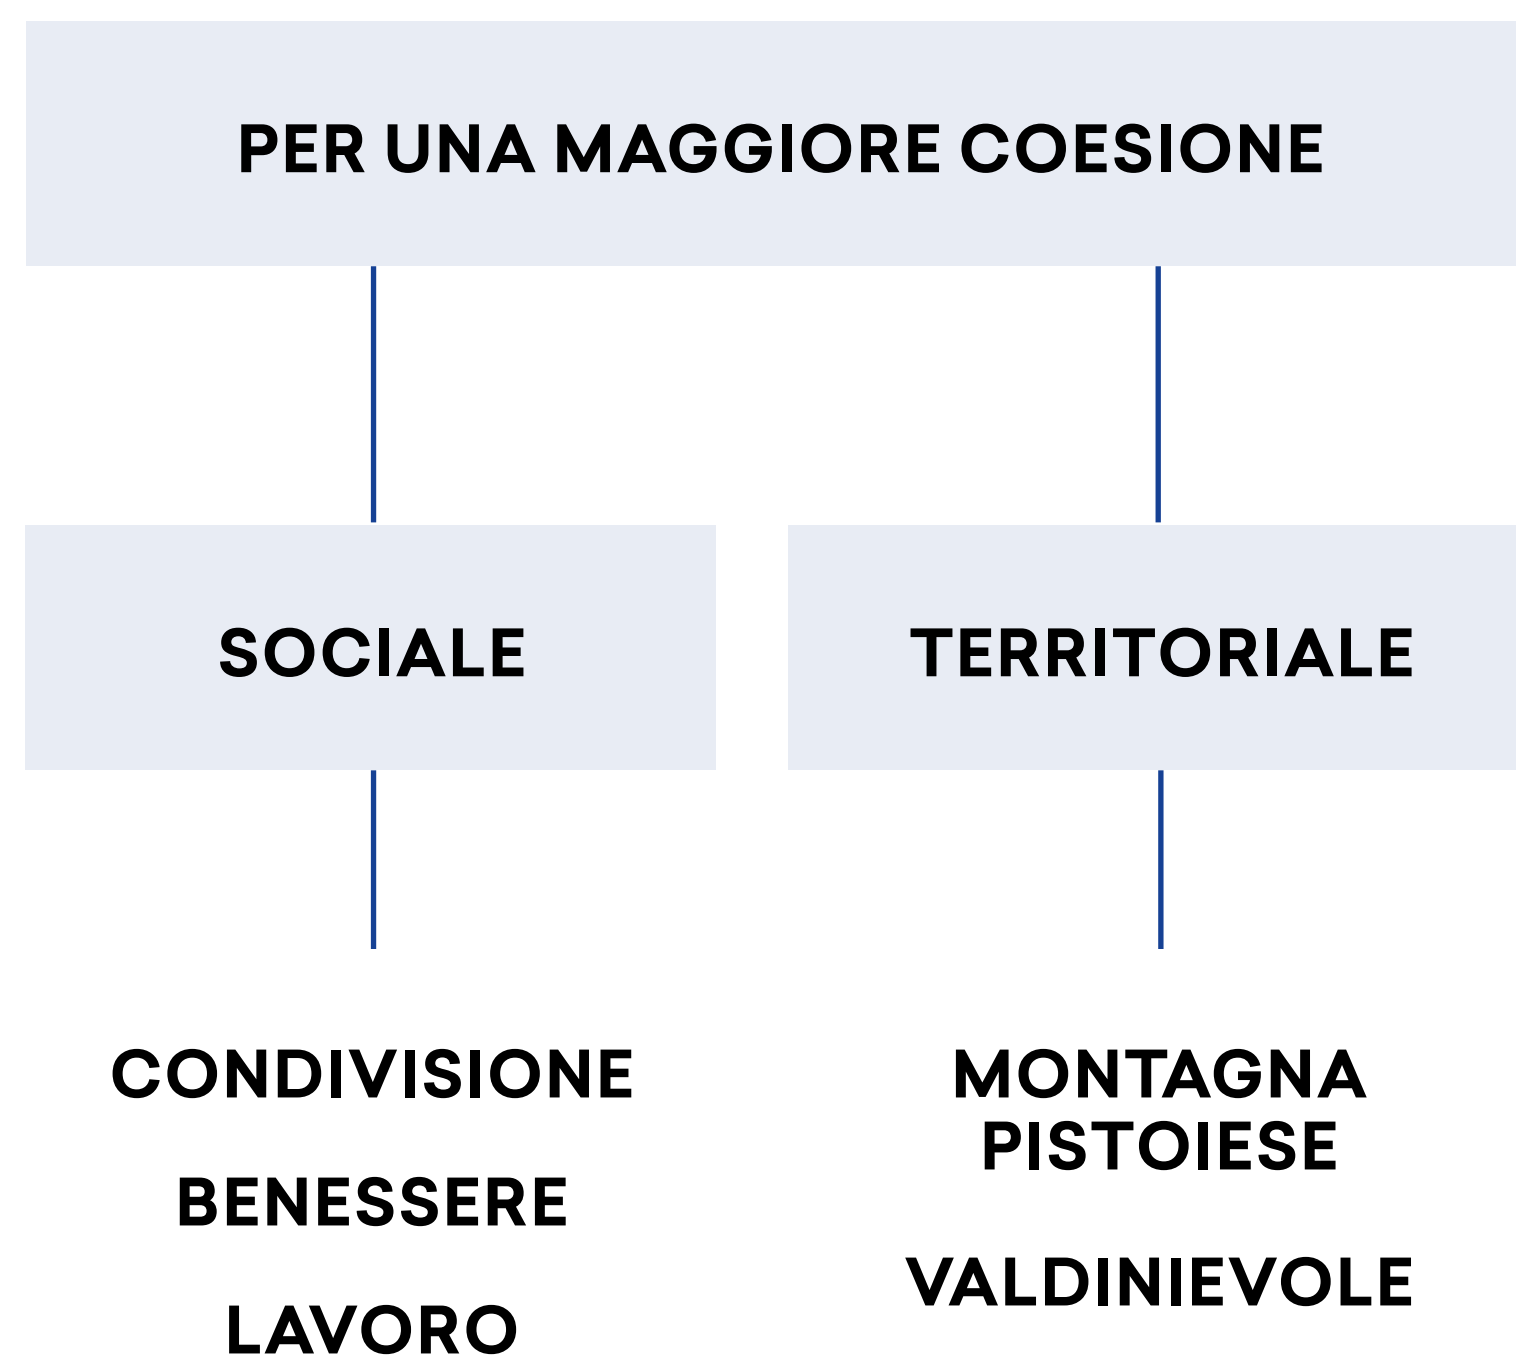 PER UNA MAGGIORE COESIONE
SOCIALE
TERRITORIALE
CONDIVISIONE
BENESSERE
LAVORO
MONTAGNA
PISTOIESE
VALDINIEVOLE